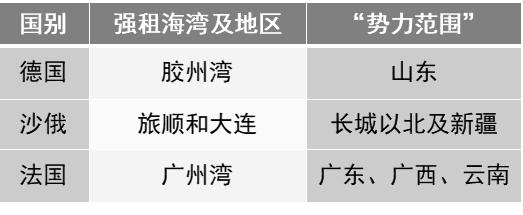 国别 强租海湾及地区 “势力范围”
德国 胶州湾 山东
沙俄 旅顺和大连 长城以北及新疆
法国 广州湾 广东、广西、云南